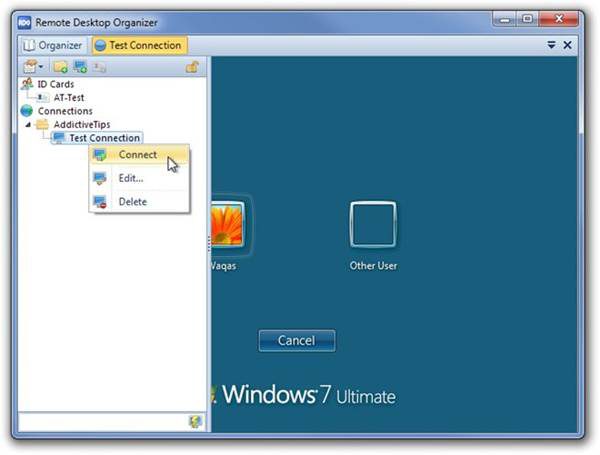 RDO Remote Desktop Organizer
Organizer Test Connection
ID Cards
AT-Test
Connections
AddictiveTips
Test Connection
Connect
Edit...
Delete
Waqas
Other User
Cancel
Windows 7 Ultimate